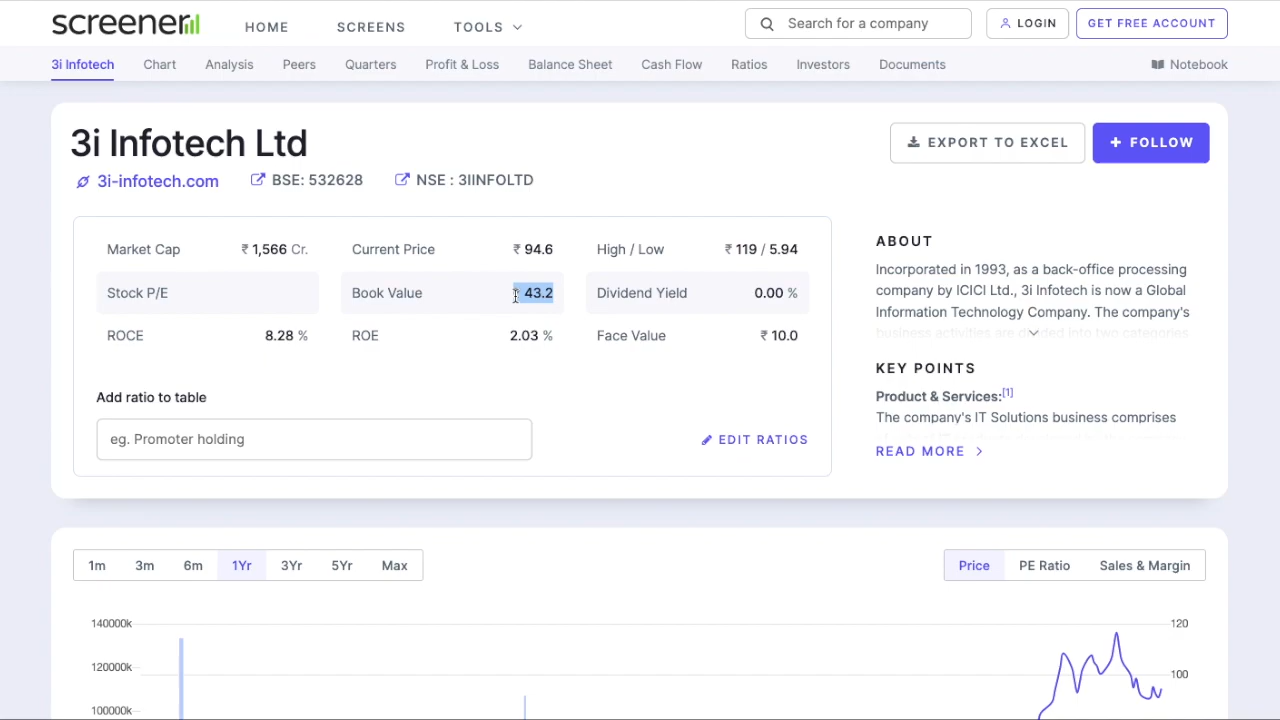 screener
HOME SCREENS TOOLS Search for a company LOGIN GET FREE ACCOUNT
3i Infotech Chart Analysis Peers Quarters Profit & Loss Balance Sheet Cash Flow Ratios Investors Documents Notebook
3i Infotech Ltd
EXPORT TO EXCEL + FOLLOW
3i-infotech.com BSE: 532628 NSE : 3IINFOLTD
Market Cap ₹ 1,566 Cr. Current Price ₹ 94.6 High / Low ₹ 119 / 5.94
Stock P/E Book Value ₹ 43.2 Dividend Yield 0.00 %
ROCE 8.28 % ROE 2.03 % Face Value ₹ 10.0
Add ratio to table
eg. Promoter holding EDIT RATIOS
ABOUT
Incorporated in 1993, as a back-office processing
company by ICICI Ltd., 3i Infotech is now a Global
Information Technology Company. The company's
business activities are divided into two categories
KEY POINTS
Product & Services:[1]
The company's IT Solutions business comprises
READ MORE
1m 3m 6m 1Yr 3Yr 5Yr Max Price PE Ratio Sales & Margin
140000k 120
120000k 100
100000k